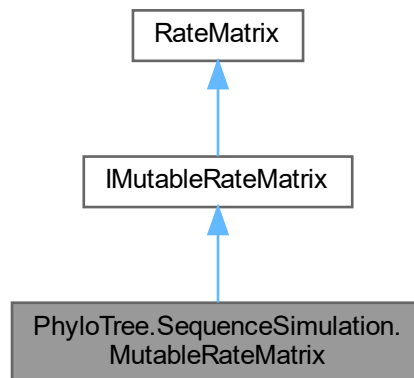 RateMatrix
IMutableRateMatrix
PhyloTree.SequenceSimulation.
MutableRateMatrix